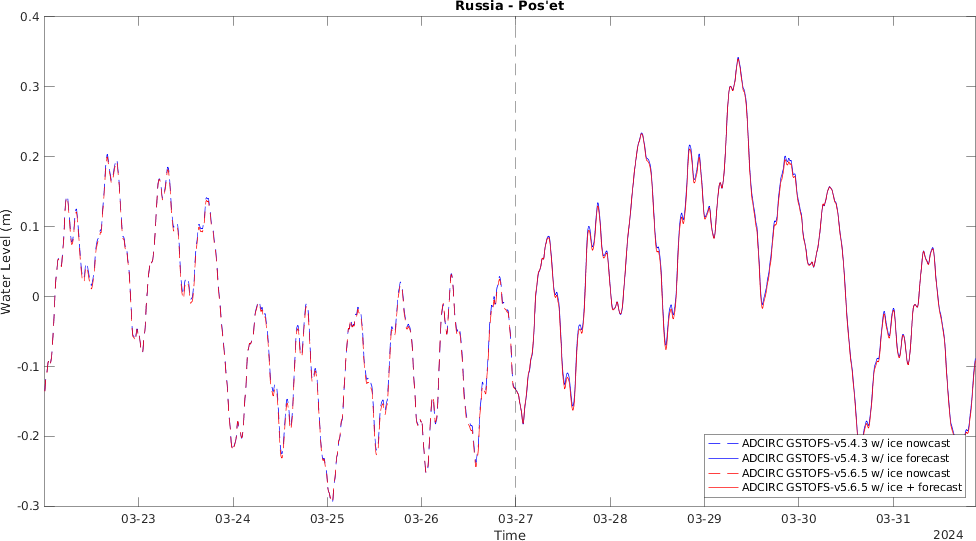 Russia - Pos'et
Water Level (m)
0.4
0.3
0.2
0.1
0
-0.1
-0.2
-0.3
ADCIRC GSTOFS-v5.4.3 w/ ice nowcast
ADCIRC GSTOFS-v5.4.3 w/ ice forecast
ADCIRC GSTOFS-v5.6.5 w/ ice nowcast
ADCIRC GSTOFS-v5.6.5 w/ ice + forecast
03-23 03-24 03-25 03-26 03-27 03-28 03-29 03-30 03-31
Time
2024